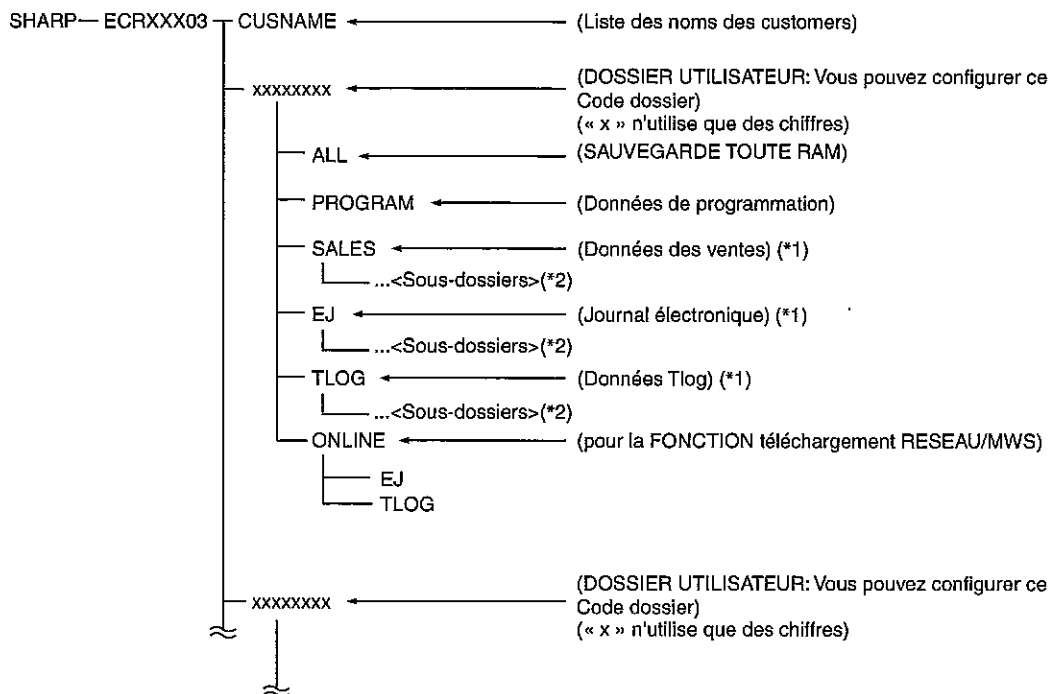 SHARP ECRXXX03 CUSNAME (Liste des noms des customers)
xxxxxxxx (DOSSIER UTILISATEUR: Vous pouvez configurer ce
Code dossier)
(« x » n'utilise que des chiffres)
ALL (SAUVEGARDE TOUTE RAM)
PROGRAM (Données de programmation)
SALES (Données des ventes) (*1)
...<Sous-dossiers>(*2)
EJ (Journal électronique) (*1)
...<Sous-dossiers>(*2)
TLOG (Données Tlog) (*1)
...<Sous-dossiers>(*2)
ONLINE (pour la FONCTION téléchargement RESEAU/MWS)
EJ
TLOG
xxxxxxxx (DOSSIER UTILISATEUR: Vous pouvez configurer ce
Code dossier)
(« x » n'utilise que des chiffres)